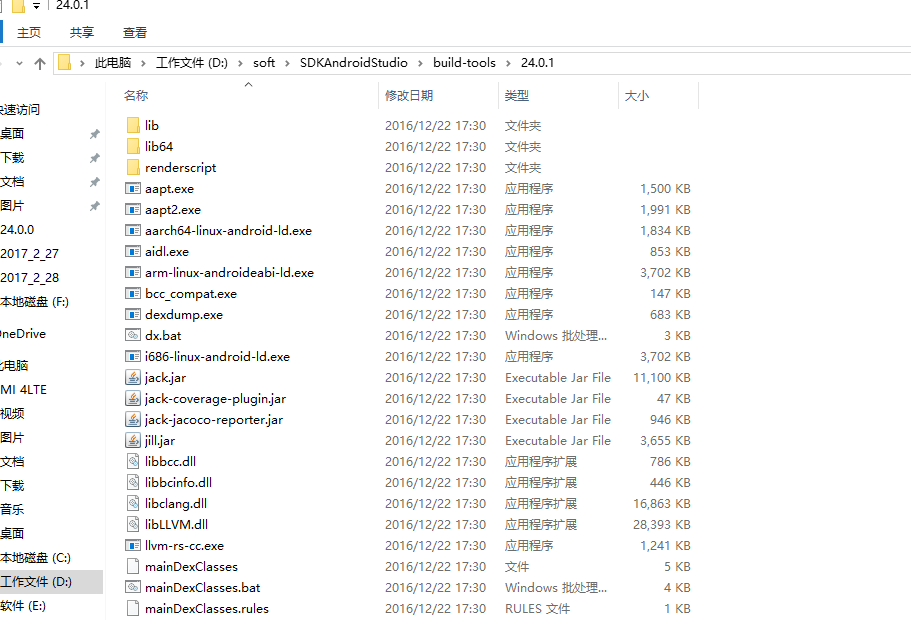 24.0.1
主页 共享 查看
此电脑 > 工作文件 (D:) > soft > SDKAndroidStudio > build-tools > 24.0.1
名称 修改日期 类型 大小
快速访问
桌面
下载
文档
图片
24.0.0
2017_2_27
2017_2_28
本地磁盘 (F:)
OneDrive
此电脑
MI 4LTE
视频
图片
文档
下载
音乐
桌面
本地磁盘 (C:)
工作文件 (D:)
软件 (E:)
lib 2016/12/22 17:30 文件夹
lib64 2016/12/22 17:30 文件夹
renderscript 2016/12/22 17:30 文件夹
aapt.exe 2016/12/22 17:30 应用程序 1,500 KB
aapt2.exe 2016/12/22 17:30 应用程序 1,991 KB
aarch64-linux-android-ld.exe 2016/12/22 17:30 应用程序 1,834 KB
aidl.exe 2016/12/22 17:30 应用程序 853 KB
arm-linux-androideabi-ld.exe 2016/12/22 17:30 应用程序 3,702 KB
bcc_compat.exe 2016/12/22 17:30 应用程序 147 KB
dexdump.exe 2016/12/22 17:30 应用程序 683 KB
dx.bat 2016/12/22 17:30 Windows 批处理... 3 KB
i686-linux-android-ld.exe 2016/12/22 17:30 应用程序 3,702 KB
jack.jar 2016/12/22 17:30 Executable Jar File 11,100 KB
jack-coverage-plugin.jar 2016/12/22 17:30 Executable Jar File 47 KB
jack-jacoco-reporter.jar 2016/12/22 17:30 Executable Jar File 946 KB
jill.jar 2016/12/22 17:30 Executable Jar File 3,655 KB
libbcc.dll 2016/12/22 17:30 应用程序扩展 786 KB
libbcinfo.dll 2016/12/22 17:30 应用程序扩展 446 KB
libclang.dll 2016/12/22 17:30 应用程序扩展 16,863 KB
libLLVM.dll 2016/12/22 17:30 应用程序扩展 28,393 KB
llvm-rs-cc.exe 2016/12/22 17:30 应用程序 1,241 KB
mainDexClasses 2016/12/22 17:30 文件 5 KB
mainDexClasses.bat 2016/12/22 17:30 Windows 批处理... 4 KB
mainDexClasses.rules 2016/12/22 17:30 RULES 文件 1 KB